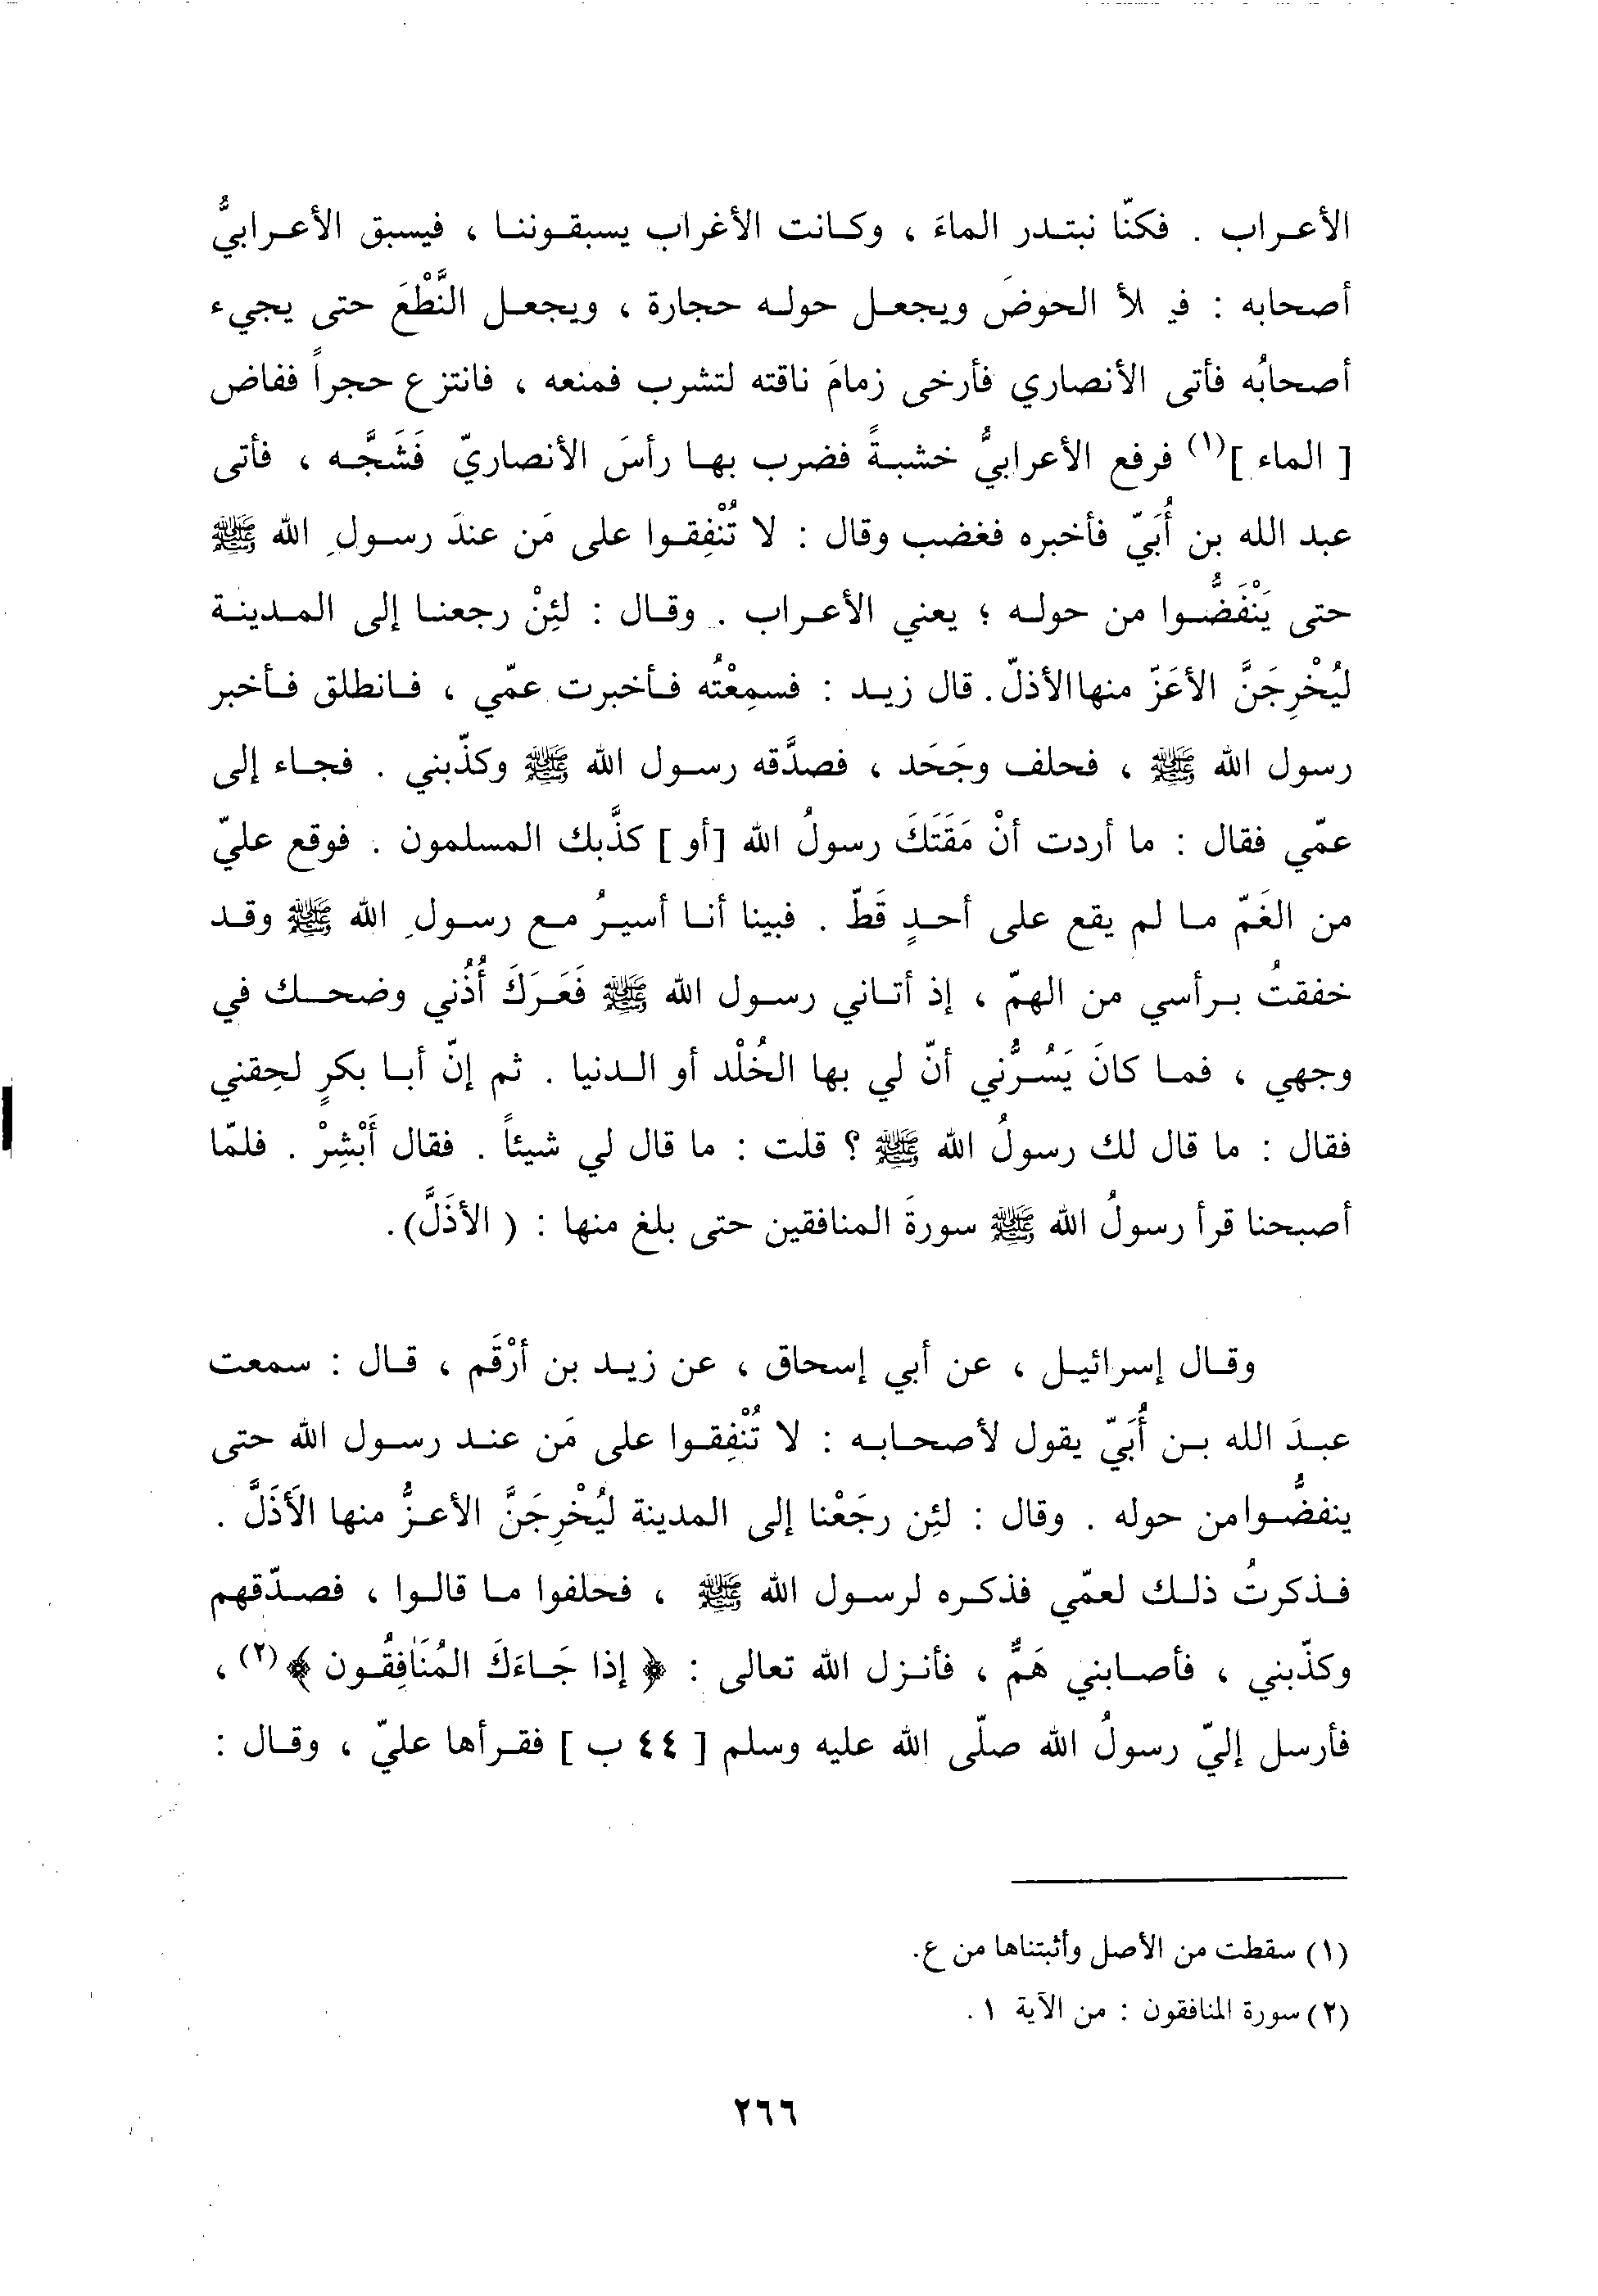 الأعراب . فكنّا نبتدر الماءَ ، وكانت الأغراب يسبقوننا ، فيسبق الأعرابيُّ
أصحابه : فيـلأ الحوضَ ويجعل حوله حجارة ، ويجعل النَّطْعَ حتى يجيء
أصحابُه فأتى الأنصاري فأرخى زمامَ ناقته لتشرب فمنعه ، فانتزع حجراً ففاض
[ الماء ](١) فرفع الأعرابيُّ خشبةً فضرب بها رأسَ الأنصاريّ فَشَجَّه ، فأتى
عبد الله بن أُبَيّ فأخبره فغضب وقال : لا تُنْفِقوا على مَن عندَ رسولِ الله ﷺ
حتى يَنْفَضُّوا من حوله ؛ يعني الأعراب . وقال : لئِنْ رجعنا إلى المدينة
ليُخْرِجَنَّ الأعَزّ منها الأذلّ. قال زيد : فسمِعْتُه فأخبرت عمّي ، فانطلق فأخبر
رسول الله ﷺ ، فحلف وجَحَد ، فصدَّقه رسول الله ﷺ وكذّبني . فجاء إلى
عمّي فقال : ما أردت أنْ مَقَتَكَ رسولُ الله [أو ] كذَّبك المسلمون . فوقع عليّ
من الغَمّ ما لم يقع على أحدٍ قَطّ . فبينا أنا أسيرُ مع رسولِ الله ﷺ وقد
خفقتُ برأسي من الهمّ ، إذ أتاني رسول الله ﷺ فَعَرَكَ أُذُني وضحك في
وجهي ، فما كانَ يَسُرُّني أنّ لي بها الخُلْد أو الدنيا . ثم إنّ أبا بكرٍ لحِقني
فقال : ما قال لك رسولُ الله ﷺ ؟ قلت : ما قال لي شيئاً . فقال أَبْشِرْ . فلمّا
أصبحنا قرأ رسولُ الله ﷺ سورةَ المنافقين حتى بلغ منها : ( الأذَلَّ).
وقال إسرائيل ، عن أبي إسحاق ، عن زيد بن أرْقَم ، قال : سمعت
عبدَ الله بن أُبَيّ يقول لأصحابه : لا تُنْفِقوا على مَن عند رسول الله حتى
ينفضُّوا من حوله . وقال : لئِن رجَعْنا إلى المدينة ليُخْرِجَنَّ الأعزُّ منها الَأذَلَّ .
فذكرتُ ذلك لعمّي فذكره لرسول الله ﷺ ، فحلفوا ما قالوا ، فصدّقهم
وكذّبني ، فأصابني هَمٌّ ، فأنزل الله تعالى : ﴿ إذا جَاءَكَ المُنَافِقُون ﴾(٢) ،
فأرسل إليّ رسولُ الله صلّى الله عليه وسلم [ ٤٤ ب ] فقرأها عليّ ، وقال :
(١) سقطت من الأصل وأثبتناها من ع.
(٢) سورة المنافقون : من الآية ١ .
٢٦٦